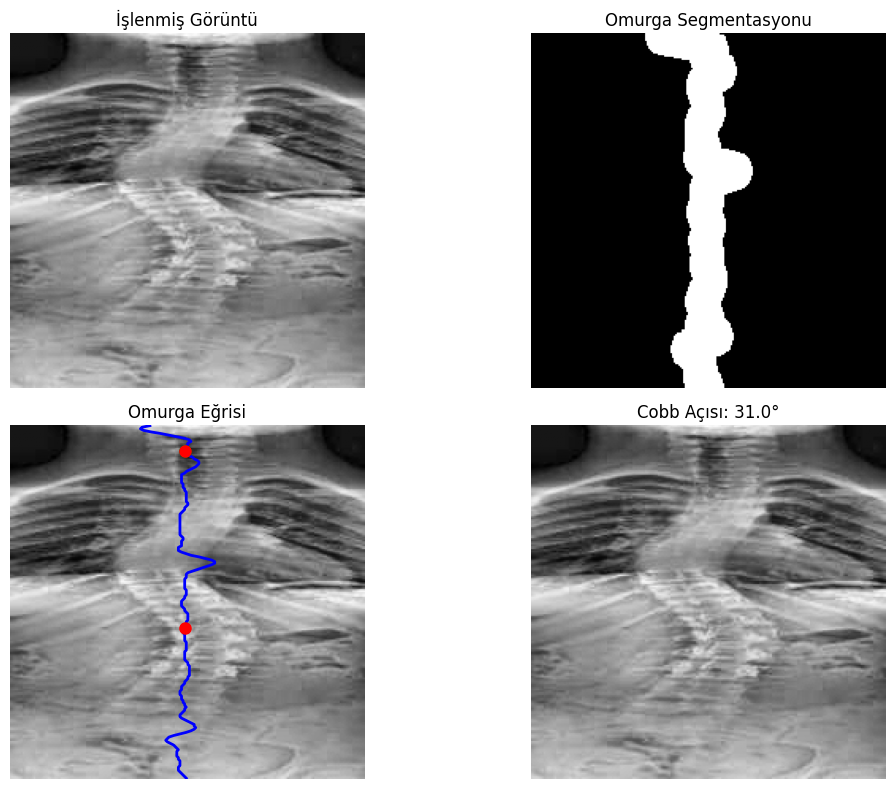 İşlenmiş Görüntü
Omurga Segmentasyonu
Omurga Eğrisi
Cobb Açısı: 31.0°